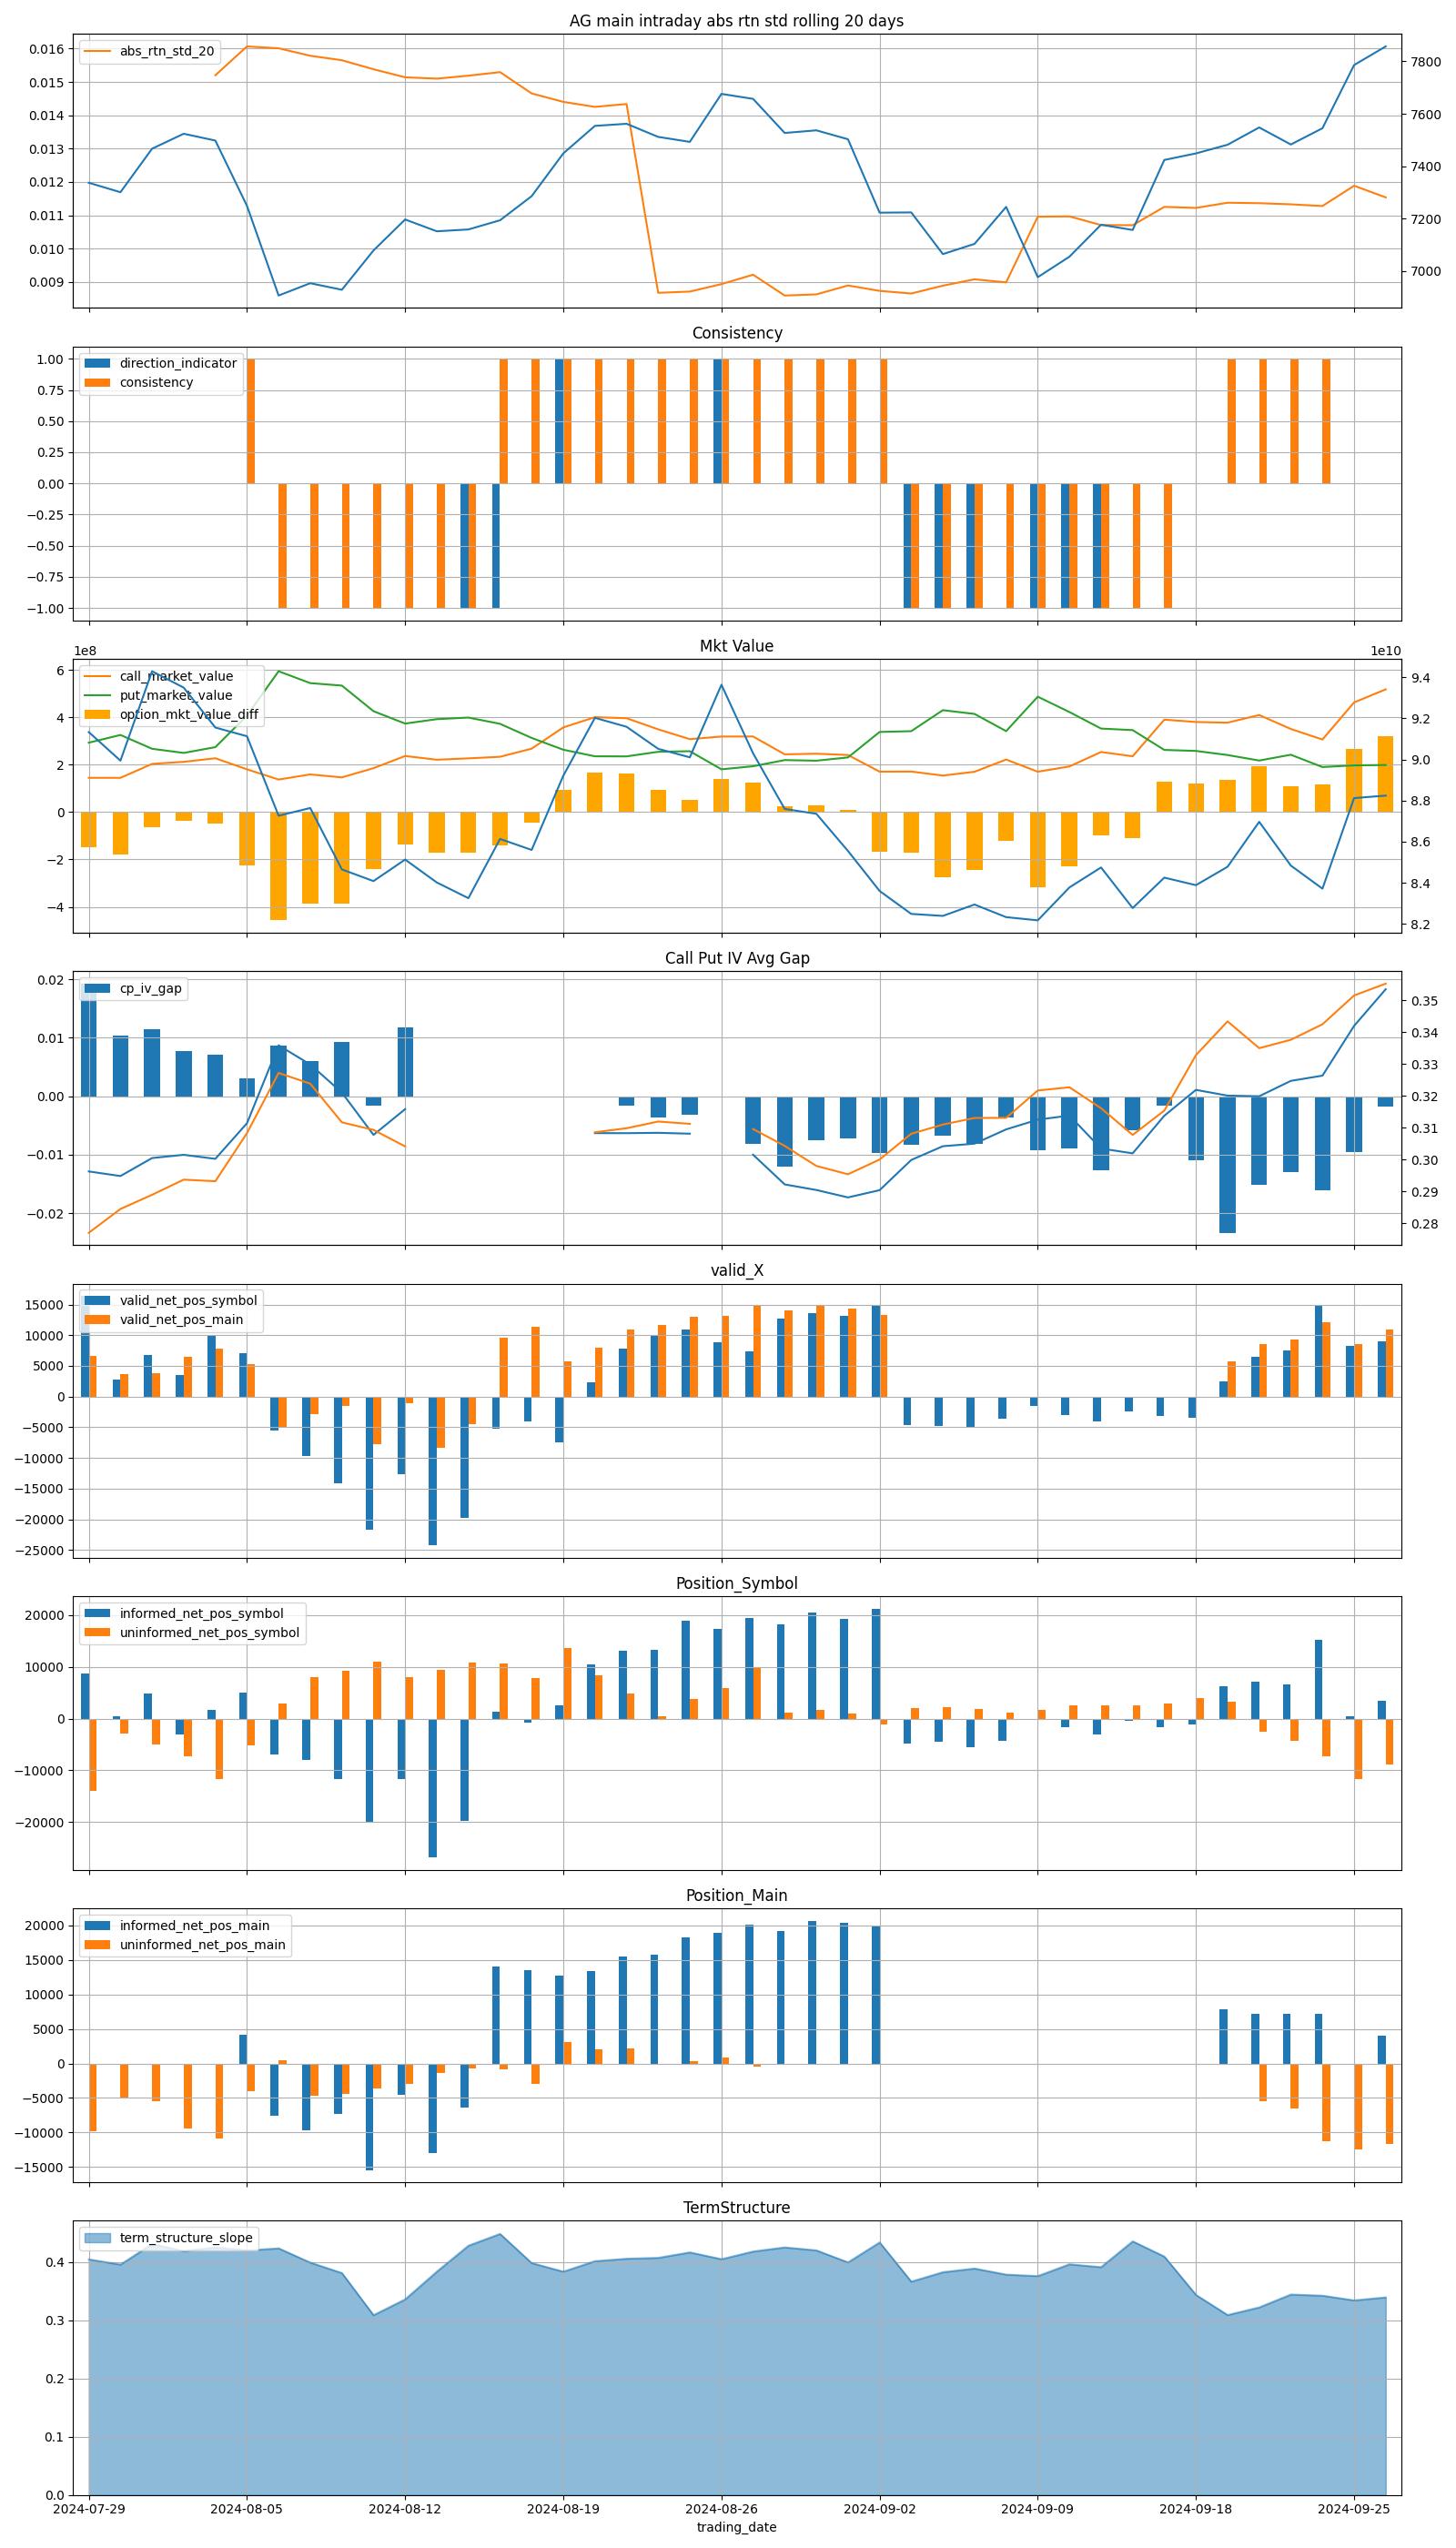 AG main intraday abs rtn std rolling 20 days
abs_rtn_std_20
0.016
0.015
0.014
0.013
0.012
0.011
0.010
0.009
7800
7600
7400
7200
7000
Consistency
direction_indicator
consistency
1.00
0.75
0.50
0.25
0.00
−0.25
−0.50
−0.75
−1.00
Mkt Value
1e8
1e10
call_market_value
put_market_value
option_mkt_value_diff
6
4
2
0
−2
−4
9.4
9.2
9.0
8.8
8.6
8.4
8.2
Call Put IV Avg Gap
cp_iv_gap
0.02
0.01
0.00
−0.01
−0.02
0.35
0.34
0.33
0.32
0.31
0.30
0.29
0.28
valid_X
valid_net_pos_symbol
valid_net_pos_main
15000
10000
5000
0
−5000
−10000
−15000
−20000
−25000
Position_Symbol
informed_net_pos_symbol
uninformed_net_pos_symbol
20000
10000
0
−10000
−20000
Position_Main
informed_net_pos_main
uninformed_net_pos_main
20000
15000
10000
5000
0
−5000
−10000
−15000
TermStructure
term_structure_slope
0.4
0.3
0.2
0.1
0.0
2024-07-29 2024-08-05 2024-08-12 2024-08-19 2024-08-26 2024-09-02 2024-09-09 2024-09-18 2024-09-25
trading_date